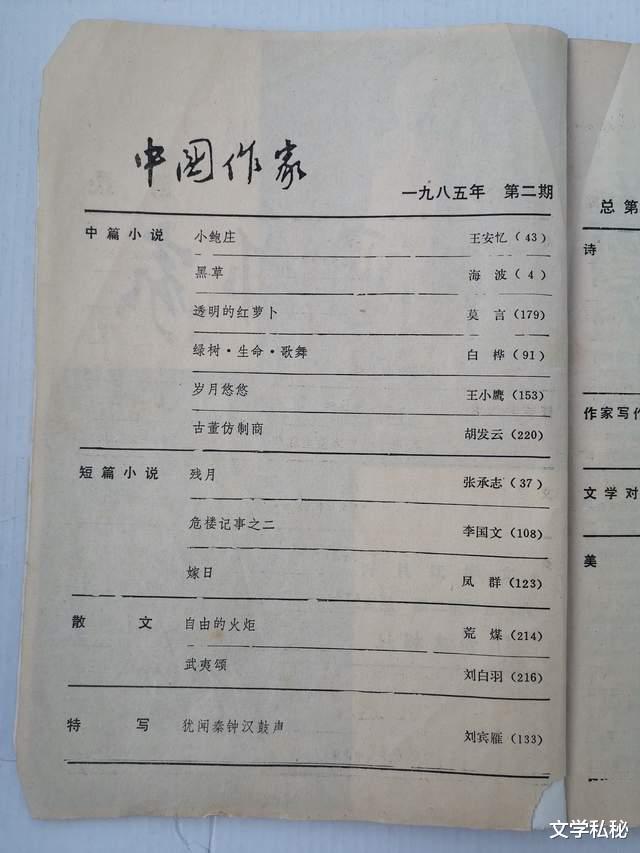 中国作家
一九八五年 第二期
中篇小说 小鲍庄 王安忆(43)
黑草 海波(4)
透明的红萝卜 莫言(179)
绿树·生命·歌舞 白桦(91)
岁月悠悠 王小鹰(153)
古董仿制商 胡发云(220)
短篇小说 残月 张承志(37)
危楼记事之二 李国文(108)
嫁日 凤群(123)
散文 自由的火炬 荒煤(214)
武夷颂 刘白羽(216)
特写 犹闻秦钟汉鼓声 刘宾雁(133)
总第
诗
作家写作
文学对
美
文学私秘